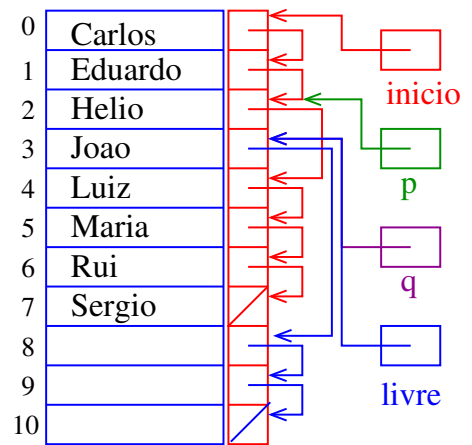 0 Carlos
1 Eduardo
inicio
2 Helio
3 Joao
p
4 Luiz
5 Maria
6 Rui
q
7 Sergio
8
9
livre
10